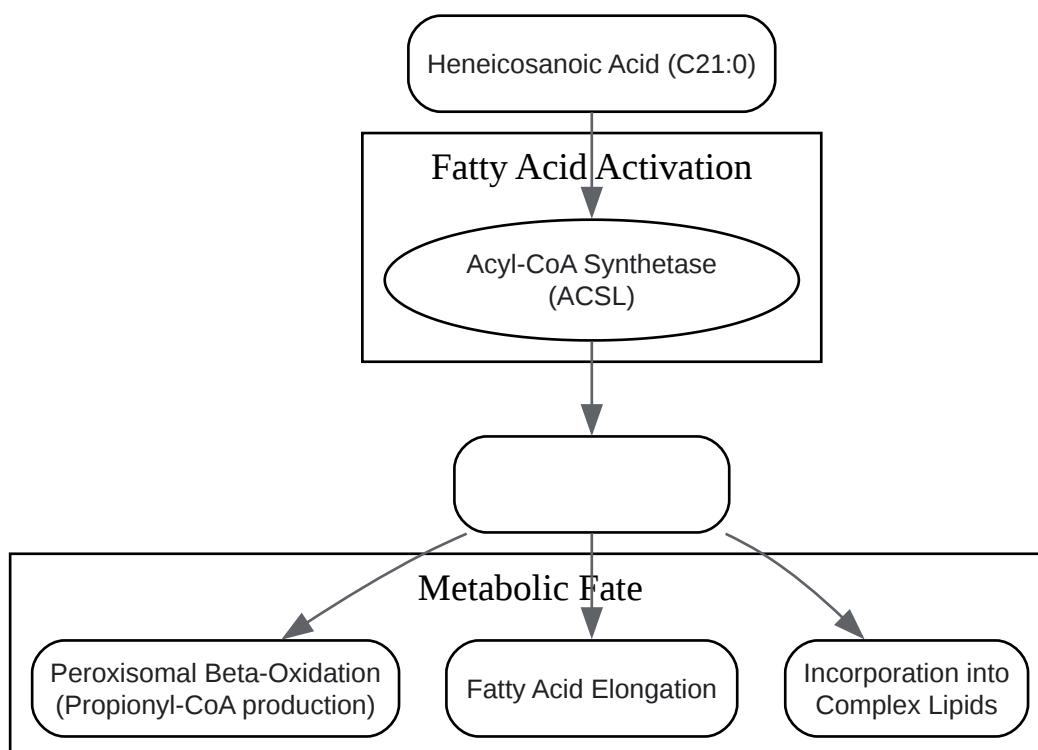 Heneicosanoic Acid (C21:0)
Fatty Acid Activation
Acyl-CoA Synthetase
(ACSL)
Metabolic Fate
Peroxisomal Beta-Oxidation
(Propionyl-CoA production)
Fatty Acid Elongation
Incorporation into
Complex Lipids